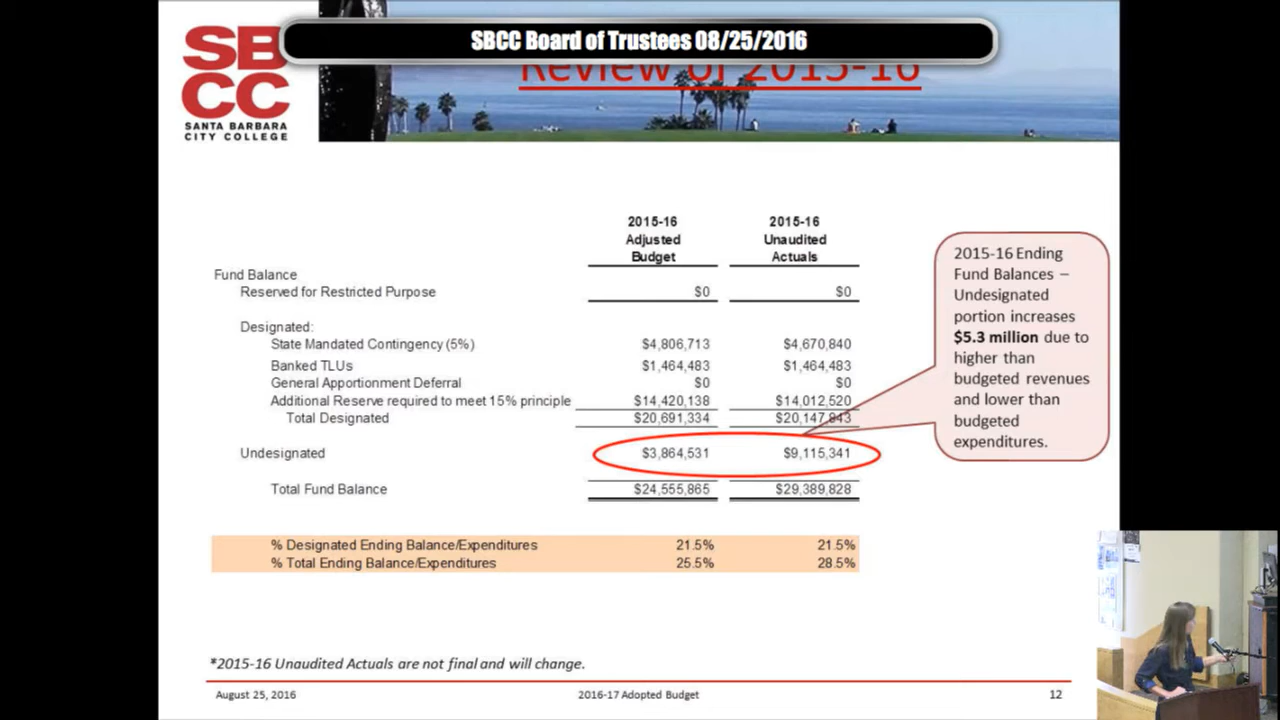 SBCC Board of Trustees 08/25/2016
Review of 2015-16
SB
CC
SANTA BARBARA
CITY COLLEGE
2015-16 2015-16
Adjusted Unaudited
Budget Actuals
Fund Balance
Reserved for Restricted Purpose $0 $0
Designated:
State Mandated Contingency (5%) $4,806,713 $4,670,840
Banked TLUs $1,464,483 $1,464,483
General Apportionment Deferral $0 $0
Additional Reserve required to meet 15% principle $14,420,138 $14,012,520
Total Designated $20,691,334 $20,147,843
Undesignated $3,864,531 $9,115,341
Total Fund Balance $24,555,865 $29,389,828
% Designated Ending Balance/Expenditures 21.5% 21.5%
% Total Ending Balance/Expenditures 25.5% 28.5%
2015-16 Ending
Fund Balances –
Undesignated
portion increases
$5.3 million due to
higher than
budgeted revenues
and lower than
budgeted
expenditures.
*2015-16 Unaudited Actuals are not final and will change.
August 25, 2016 2016-17 Adopted Budget 12